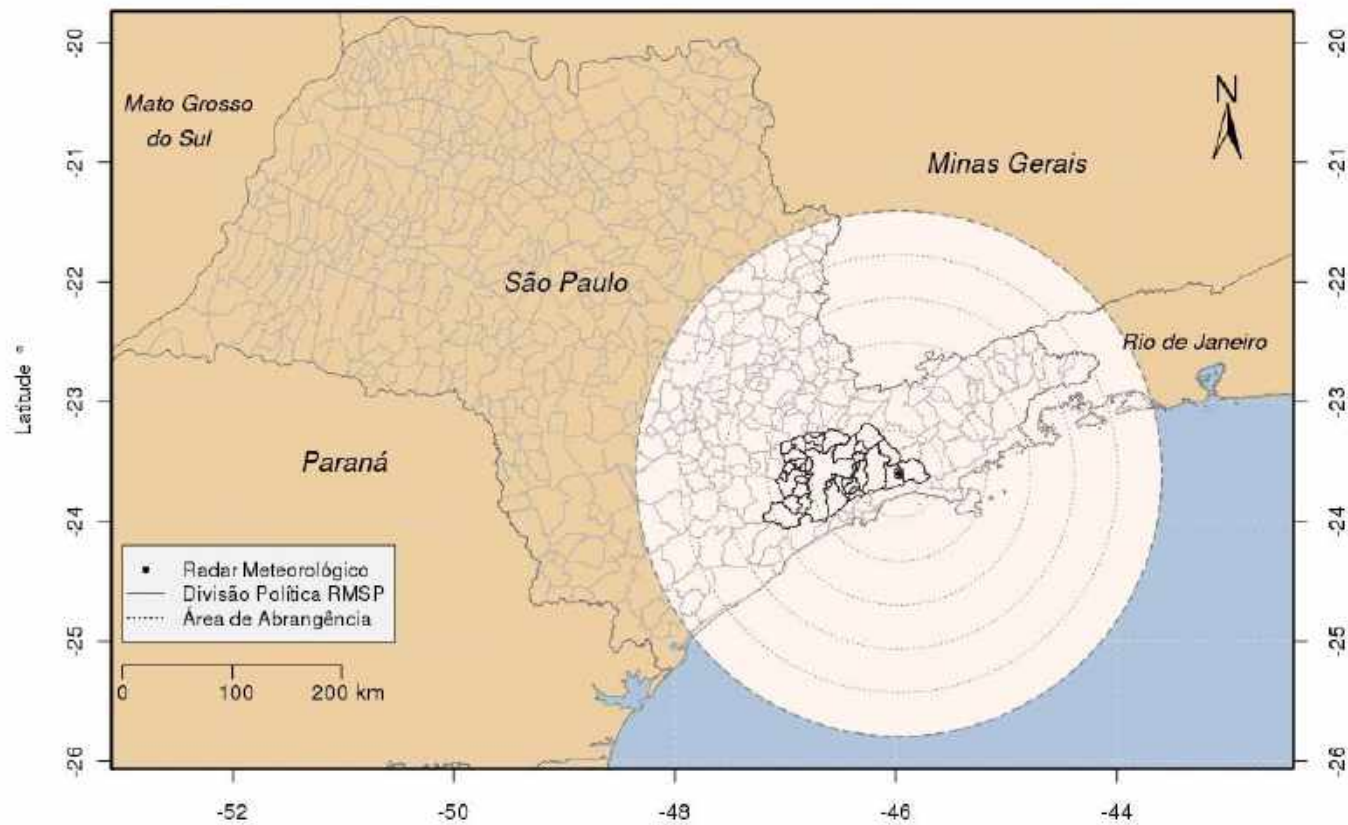 -20
-20
Mato Grosso
do Sul
N
-21
-21
Minas Gerais
-22
São Paulo
-22
Rio de Janeiro
Latitude °
-23
-23
Paraná
-24
-24
Radar Meteorológico
Divisão Política RMSP
Área de Abrangência
-25
-25
0 100 200 km
-26
-26
-52 -50 -48 -46 -44